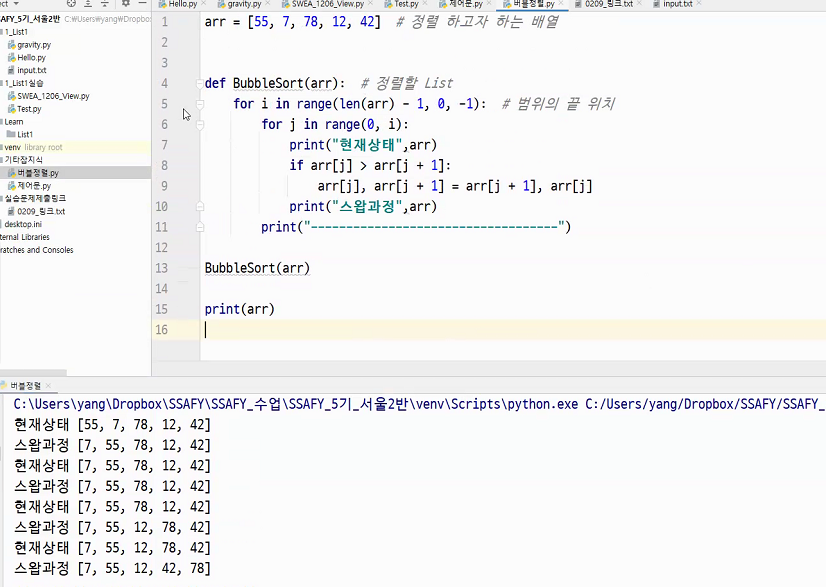 Hello.py gravity.py SWEA_1206_View.py Test.py 제어문.py 버블정렬.py 0209_링크.txt input.txt
SSAFY_5기_서울2반 C:\Users\yang\Dropbox
1_List1
gravity.py
Hello.py
input.txt
1_List1실습
SWEA_1206_View.py
Test.py
Learn
List1
venv library root
기타잡지식
버블정렬.py
제어문.py
실습문제제출링크
0209_링크.txt
desktop.ini
ternal Libraries
ratches and Consoles
1 arr = [55, 7, 78, 12, 42] # 정렬 하고자 하는 배열
2
3
4 def BubbleSort(arr): # 정렬할 List
5 for i in range(len(arr) - 1, 0, -1): # 범위의 끝 위치
6 for j in range(0, i):
7 print("현재상태",arr)
8 if arr[j] > arr[j + 1]:
9 arr[j], arr[j + 1] = arr[j + 1], arr[j]
10 print("스왑과정",arr)
11 print("-----------------------------------")
12
13 BubbleSort(arr)
14
15 print(arr)
16
버블정렬
C:\Users\yang\Dropbox\SSAFY\SSAFY_수업\SSAFY_5기_서울2반\venv\Scripts\python.exe C:/Users/yang/Dropbox/SSAFY/SSAFY_
현재상태 [55, 7, 78, 12, 42]
스왑과정 [7, 55, 78, 12, 42]
현재상태 [7, 55, 78, 12, 42]
스왑과정 [7, 55, 78, 12, 42]
현재상태 [7, 55, 78, 12, 42]
스왑과정 [7, 55, 12, 78, 42]
현재상태 [7, 55, 12, 78, 42]
스왑과정 [7, 55, 12, 42, 78]